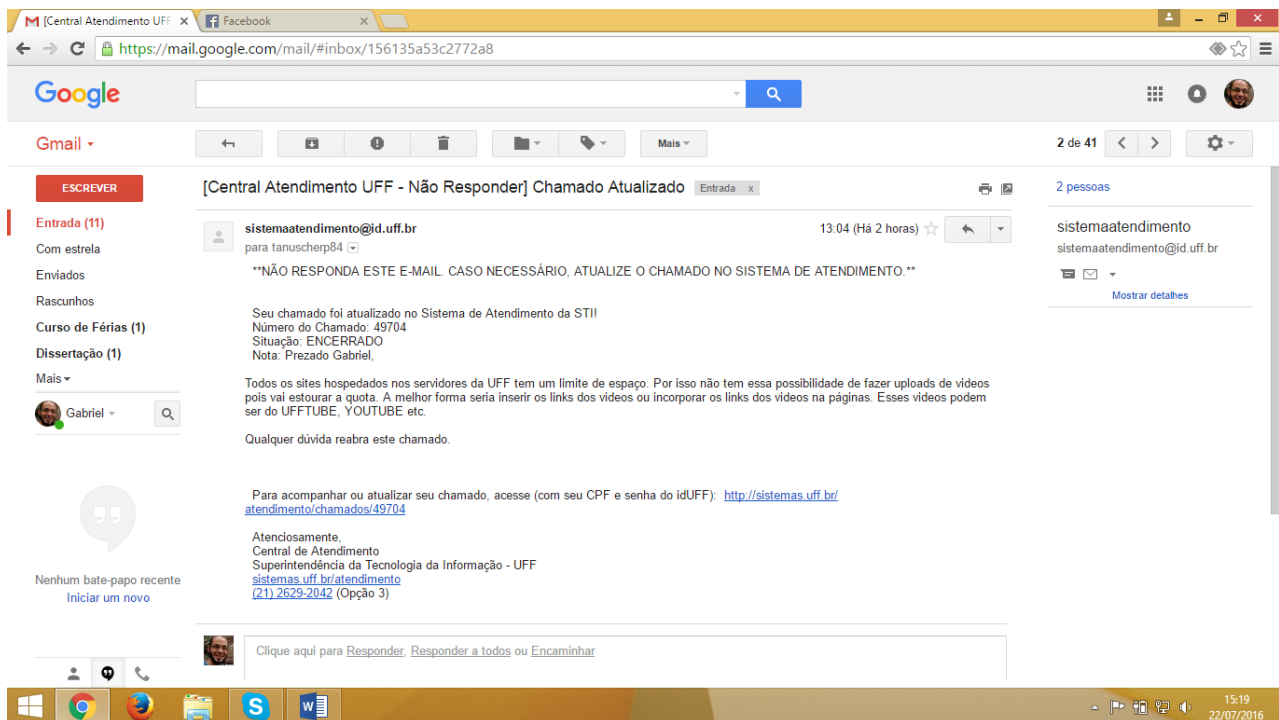 [Central Atendimento UFF
Facebook
https://mail.google.com/mail/#inbox/156135a53c2772a8
Google
Gmail
Mais
2 de 41
ESCREVER
[Central Atendimento UFF - Não Responder] Chamado Atualizado
Entrada x
2 pessoas
Entrada (11)
Com estrela
Enviados
Rascunhos
Curso de Férias (1)
Dissertação (1)
Mais
Gabriel
sistemaatendimento@id.uff.br
13:04 (Há 2 horas)
para tanuscherp84
**NÃO RESPONDA ESTE E-MAIL. CASO NECESSÁRIO, ATUALIZE O CHAMADO NO SISTEMA DE ATENDIMENTO.**
Seu chamado foi atualizado no Sistema de Atendimento da STI!
Número do Chamado: 49704
Situação: ENCERRADO
Nota: Prezado Gabriel,
Todos os sites hospedados nos servidores da UFF tem um limite de espaço. Por isso não tem essa possibilidade de fazer uploads de videos
pois vai estourar a quota. A melhor forma seria inserir os links dos videos ou incorporar os links dos videos na páginas. Esses videos podem
ser do UFFTUBE, YOUTUBE etc.
Qualquer dúvida reabra este chamado.
Para acompanhar ou atualizar seu chamado, acesse (com seu CPF e senha do idUFF): http://sistemas.uff.br/
atendimento/chamados/49704
Atenciosamente,
Central de Atendimento
Superintendência da Tecnologia da Informação - UFF
sistemas.uff.br/atendimento
(21) 2629-2042 (Opção 3)
sistemaatendimento
sistemaatendimento@id.uff.br
Mostrar detalhes
Nenhum bate-papo recente
Iniciar um novo
Clique aqui para Responder, Responder a todos ou Encaminhar
15:19
22/07/2016